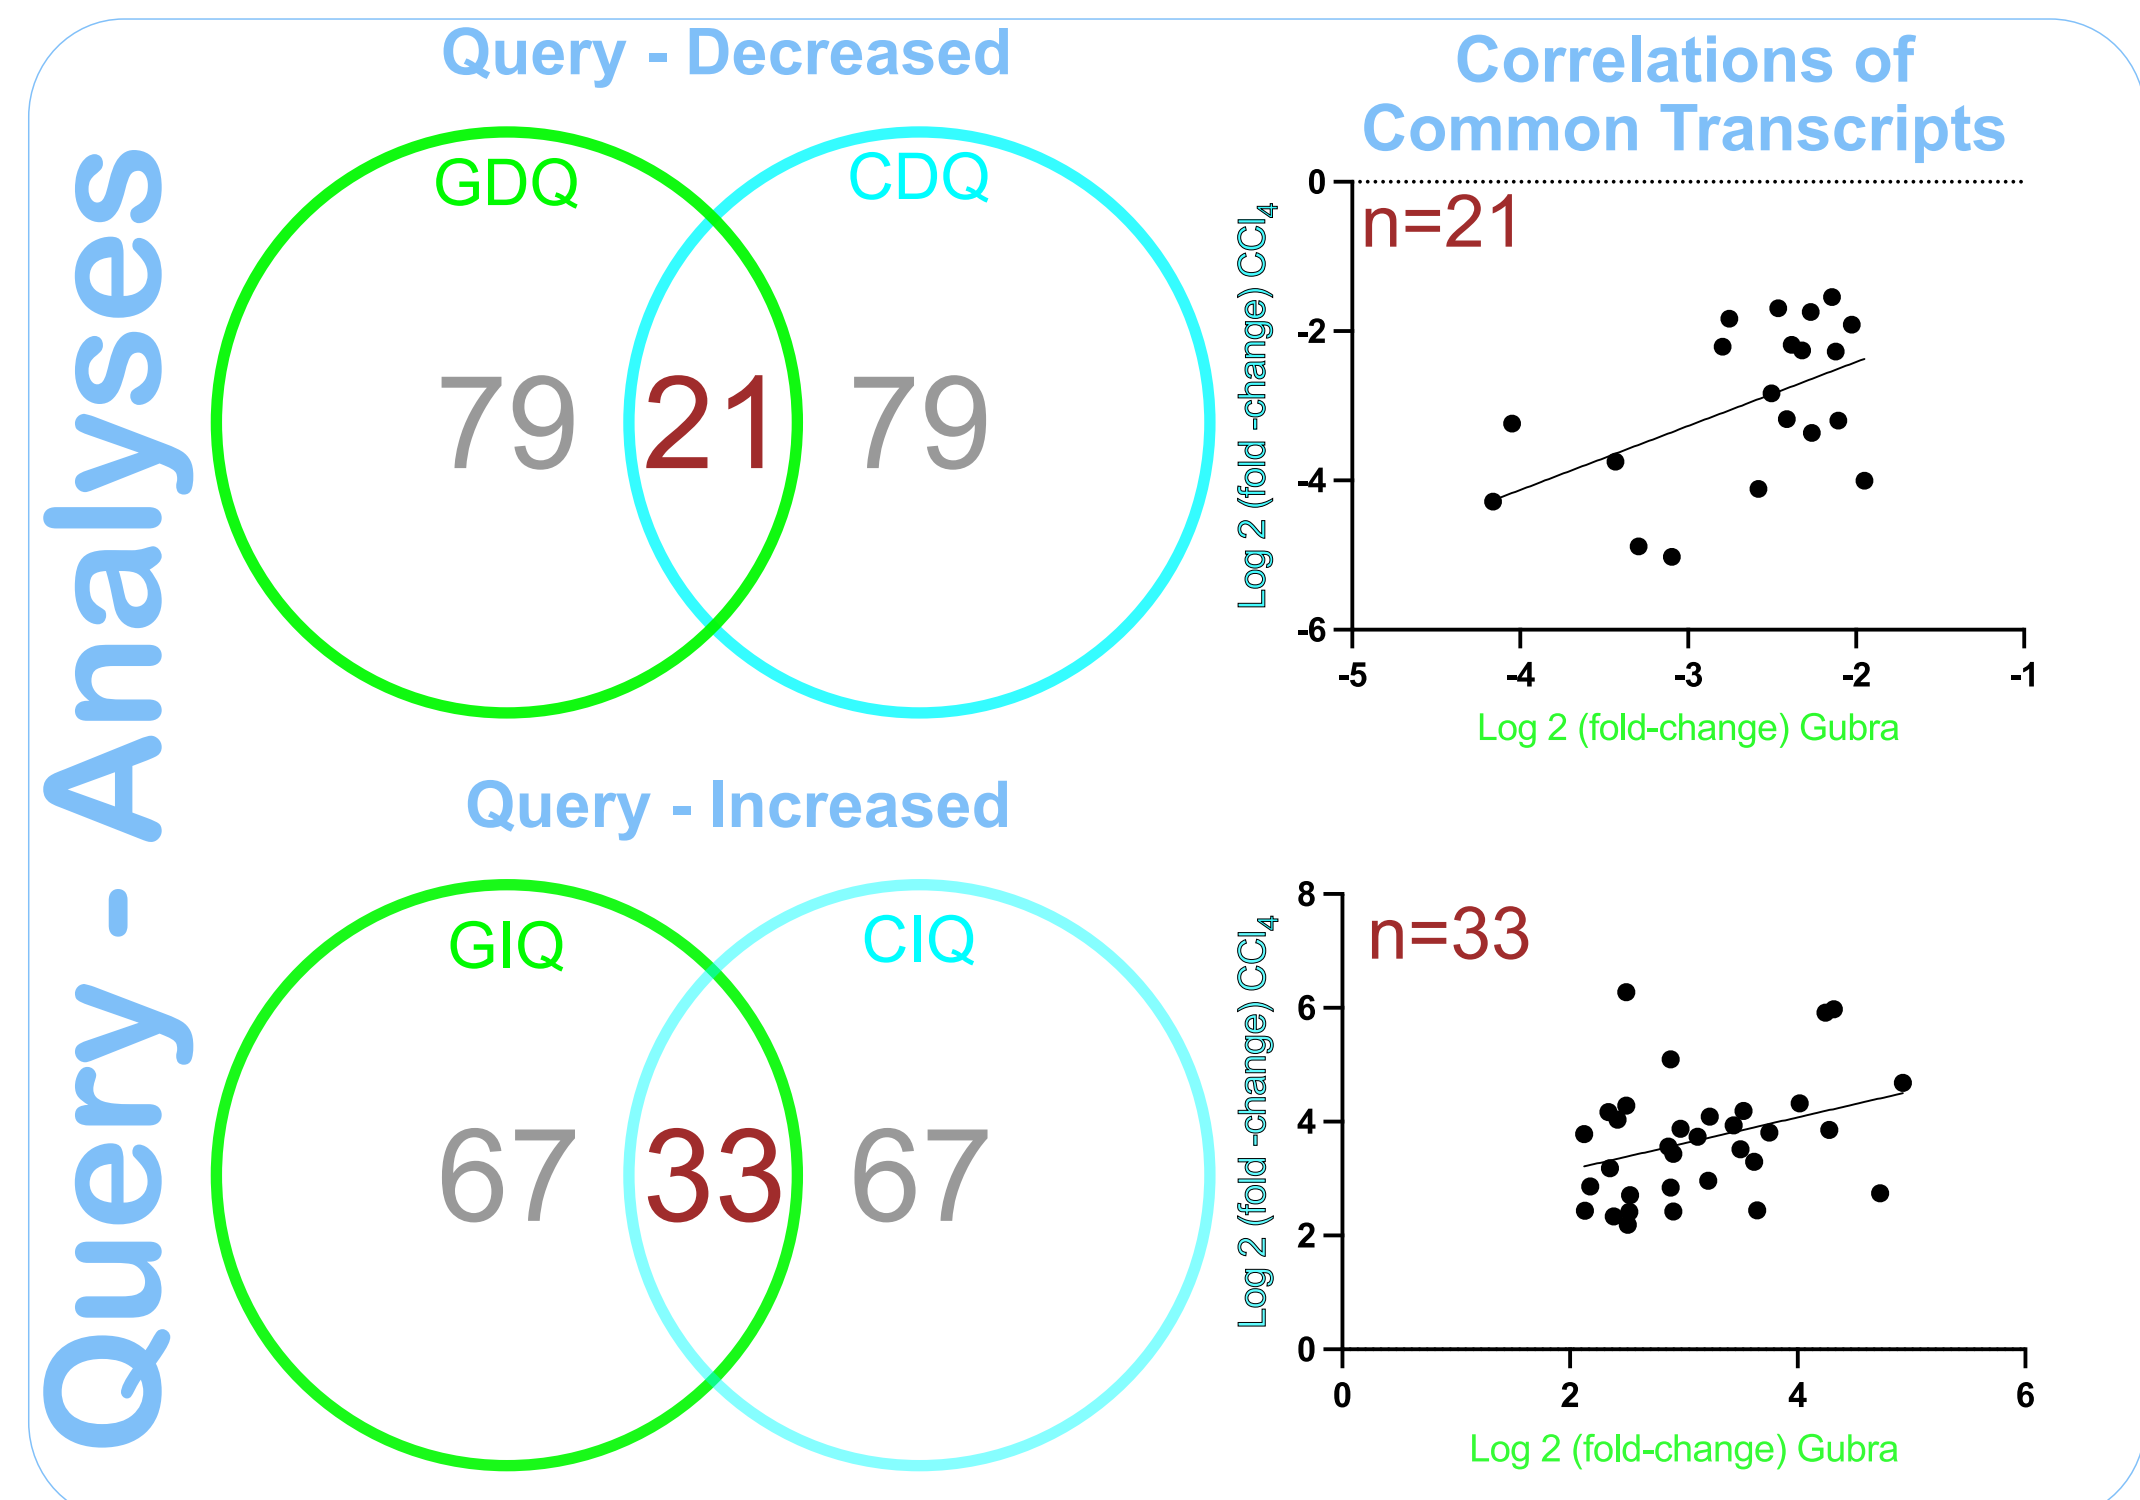 Query - Analyses
Query - Decreased
GDQ
CDQ
79
21
79
Correlations of
Common Transcripts
n=21
Log 2 (fold -change) CCl₄
0
-2
-4
-6
-5
-4
-3
-2
-1
Log 2 (fold-change) Gubra
Query - Increased
GIQ
CIQ
67
33
67
n=33
Log 2 (fold -change) CCl₄
8
6
4
2
0
0
2
4
6
Log 2 (fold-change) Gubra